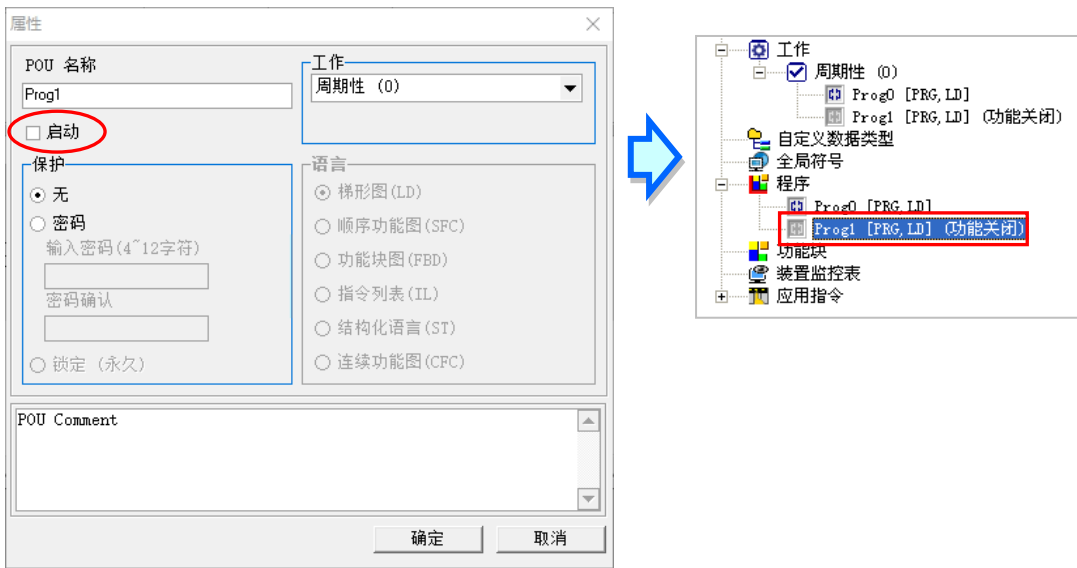 属性
POU 名称
Prog1
启动
工作
周期性 (0)
保护
无
密码
输入密码(4~12字符)
密码确认
锁定 (永久)
语言
梯形图(LD)
顺序功能图(SFC)
功能块图(FBD)
指令列表(IL)
结构化语言(ST)
连续功能图(CFC)
POU Comment
确定 取消
工作
周期性 (0)
Prog0 [PRG,LD]
Prog1 [PRG,LD] (功能关闭)
自定义数据类型
全局符号
程序
Prog0 [PRG,LD]
Prog1 [PRG,LD] (功能关闭)
功能块
装置监控表
应用指令